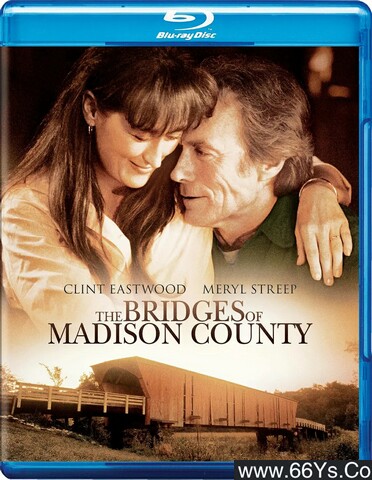 Blu-ray Disc
CLINT EASTWOOD MERYL STREEP
THE BRIDGES OF
MADISON COUNTY
www.66Ys.Co